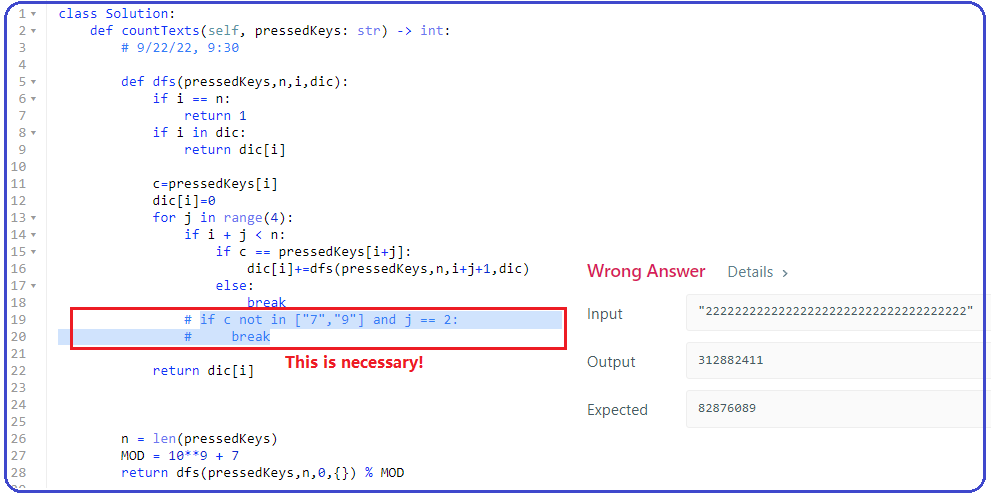 1 class Solution:
2 def countTexts(self, pressedKeys: str) -> int:
3 # 9/22/22, 9:30
4
5 def dfs(pressedKeys,n,i,dic):
6 if i == n:
7 return 1
8 if i in dic:
9 return dic[i]
10
11 c=pressedKeys[i]
12 dic[i]=0
13 for j in range(4):
14 if i + j < n:
15 if c == pressedKeys[i+j]:
16 dic[i]+=dfs(pressedKeys,n,i+j+1,dic)
17 else:
18 break
19 # if c not in ["7","9"] and j == 2:
20 # break
This is necessary!
21
22 return dic[i]
23
24
25
26 n = len(pressedKeys)
27 MOD = 10**9 + 7
28 return dfs(pressedKeys,n,0,{}) % MOD
Wrong Answer Details >
Input "222222222222222222222222222222222222"
Output 312882411
Expected 82876089